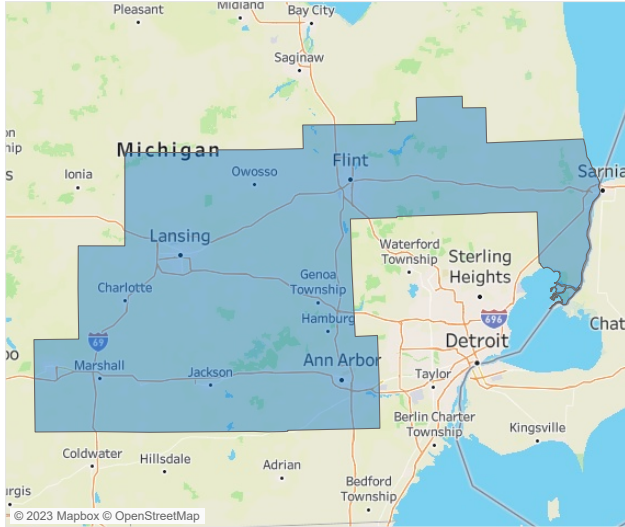 Pleasant
Midland
Bay City
Saginaw
Michigan
Ionia
Owosso
Flint
Sarnia
Lansing
Waterford
Township
Sterling
Heights
Charlotte
Genoa
Township
Hamburg
696
Chat
69
Detroit
Marshall
Jackson
Ann Arbor
Taylor
Berlin Charter
Township
Kingsville
Coldwater
Hillsdale
Adrian
Bedford
Township
urgis
© 2023 Mapbox © OpenStreetMap